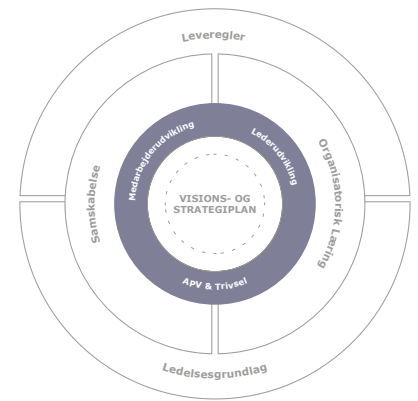 Leveregler
Medarbejderudvikling
Lederudvikling
Samskabelse
VISIONS- OG
STRATEGIPLAN
Organisatorisk Læring
APV & Trivsel
Ledelsesgrundlag